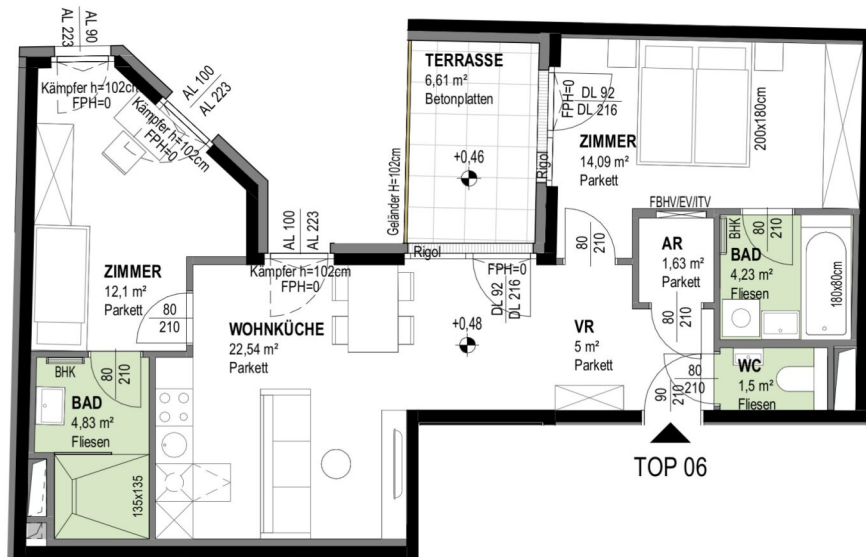 AL 90
AL 223
Kämpfer h=102cm
FPH=0
AL 100
AL 223
Kämpfer h=102cm
FPH=0
ZIMMER
12,1 m²
Parkett
80
210
AL 100
AL 223
Kämpfer h=102cm
FPH=0
TERRASSE
6,61 m²
Betonplatten
+0,46
Geländer H=102cm
Rigol
Rigol
FPH=0
DL 92
DL 216
ZIMMER
14,09 m²
Parkett
200x180cm
FPH=0
DL 92
DL 216
+0,48
WOHNKÜCHE
22,54 m²
Parkett
80
210
FBHV/EV/ITV
AR
1,63 m²
Parkett
80
210
BHK
80
210
BAD
4,23 m²
Fliesen
180x80cm
VR
5 m²
Parkett
80
210
WC
1,5 m²
Fliesen
90
210
BHK
80
210
BAD
4,83 m²
Fliesen
135x135
TOP 06